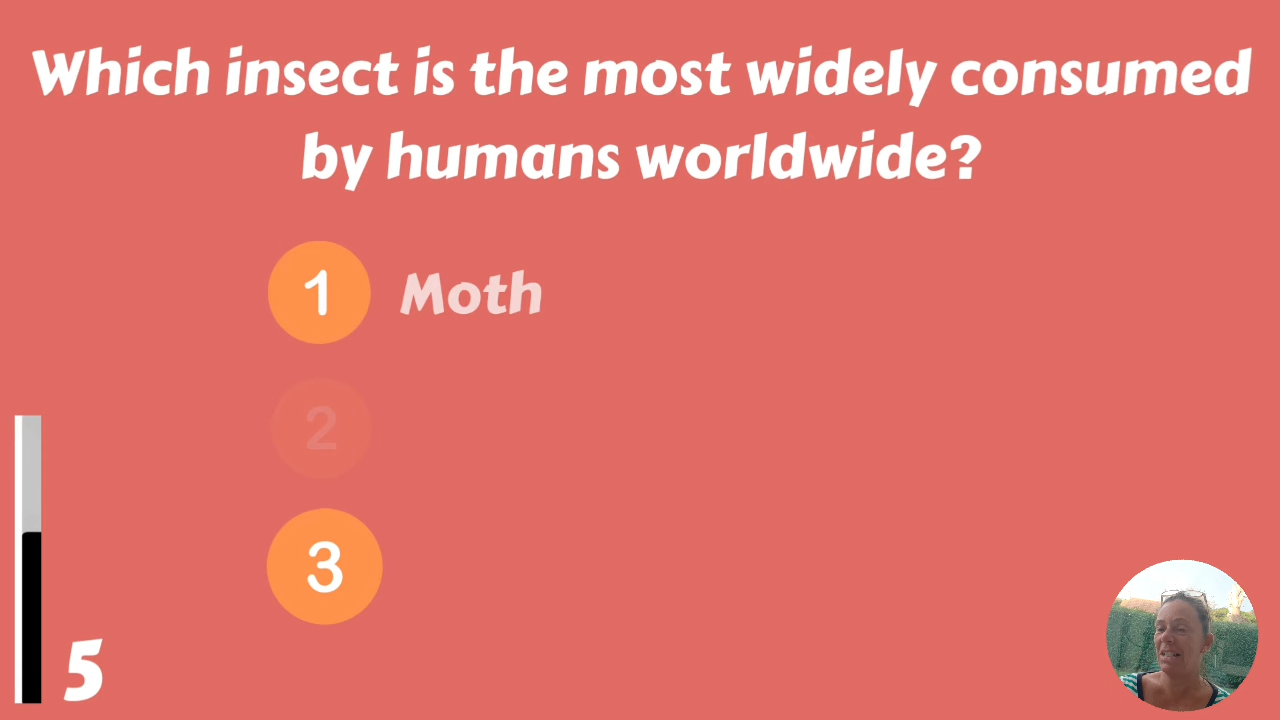 Which insect is the most widely consumed
by humans worldwide?
1 Moth
2
3
5